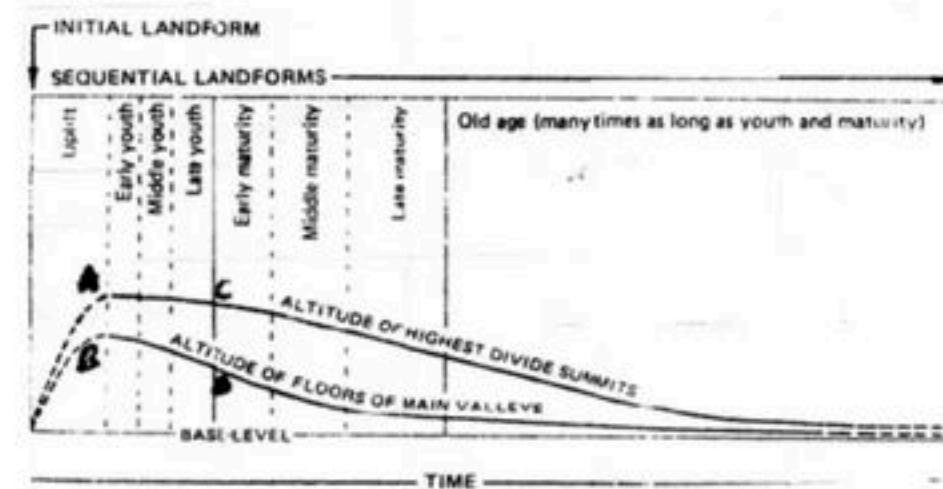 INITIAL LANDFORM
SEQUENTIAL LANDFORMS
Uplift
Early youth
Middle youth
Late youth
Early maturity
Middle maturity
Late maturity
Old age (many times as long as youth and maturity)
A
C
ALTITUDE OF HIGHEST DIVIDE SUMMITS
B
ALTITUDE OF FLOORS OF MAIN VALLEYS
BASE-LEVEL
TIME